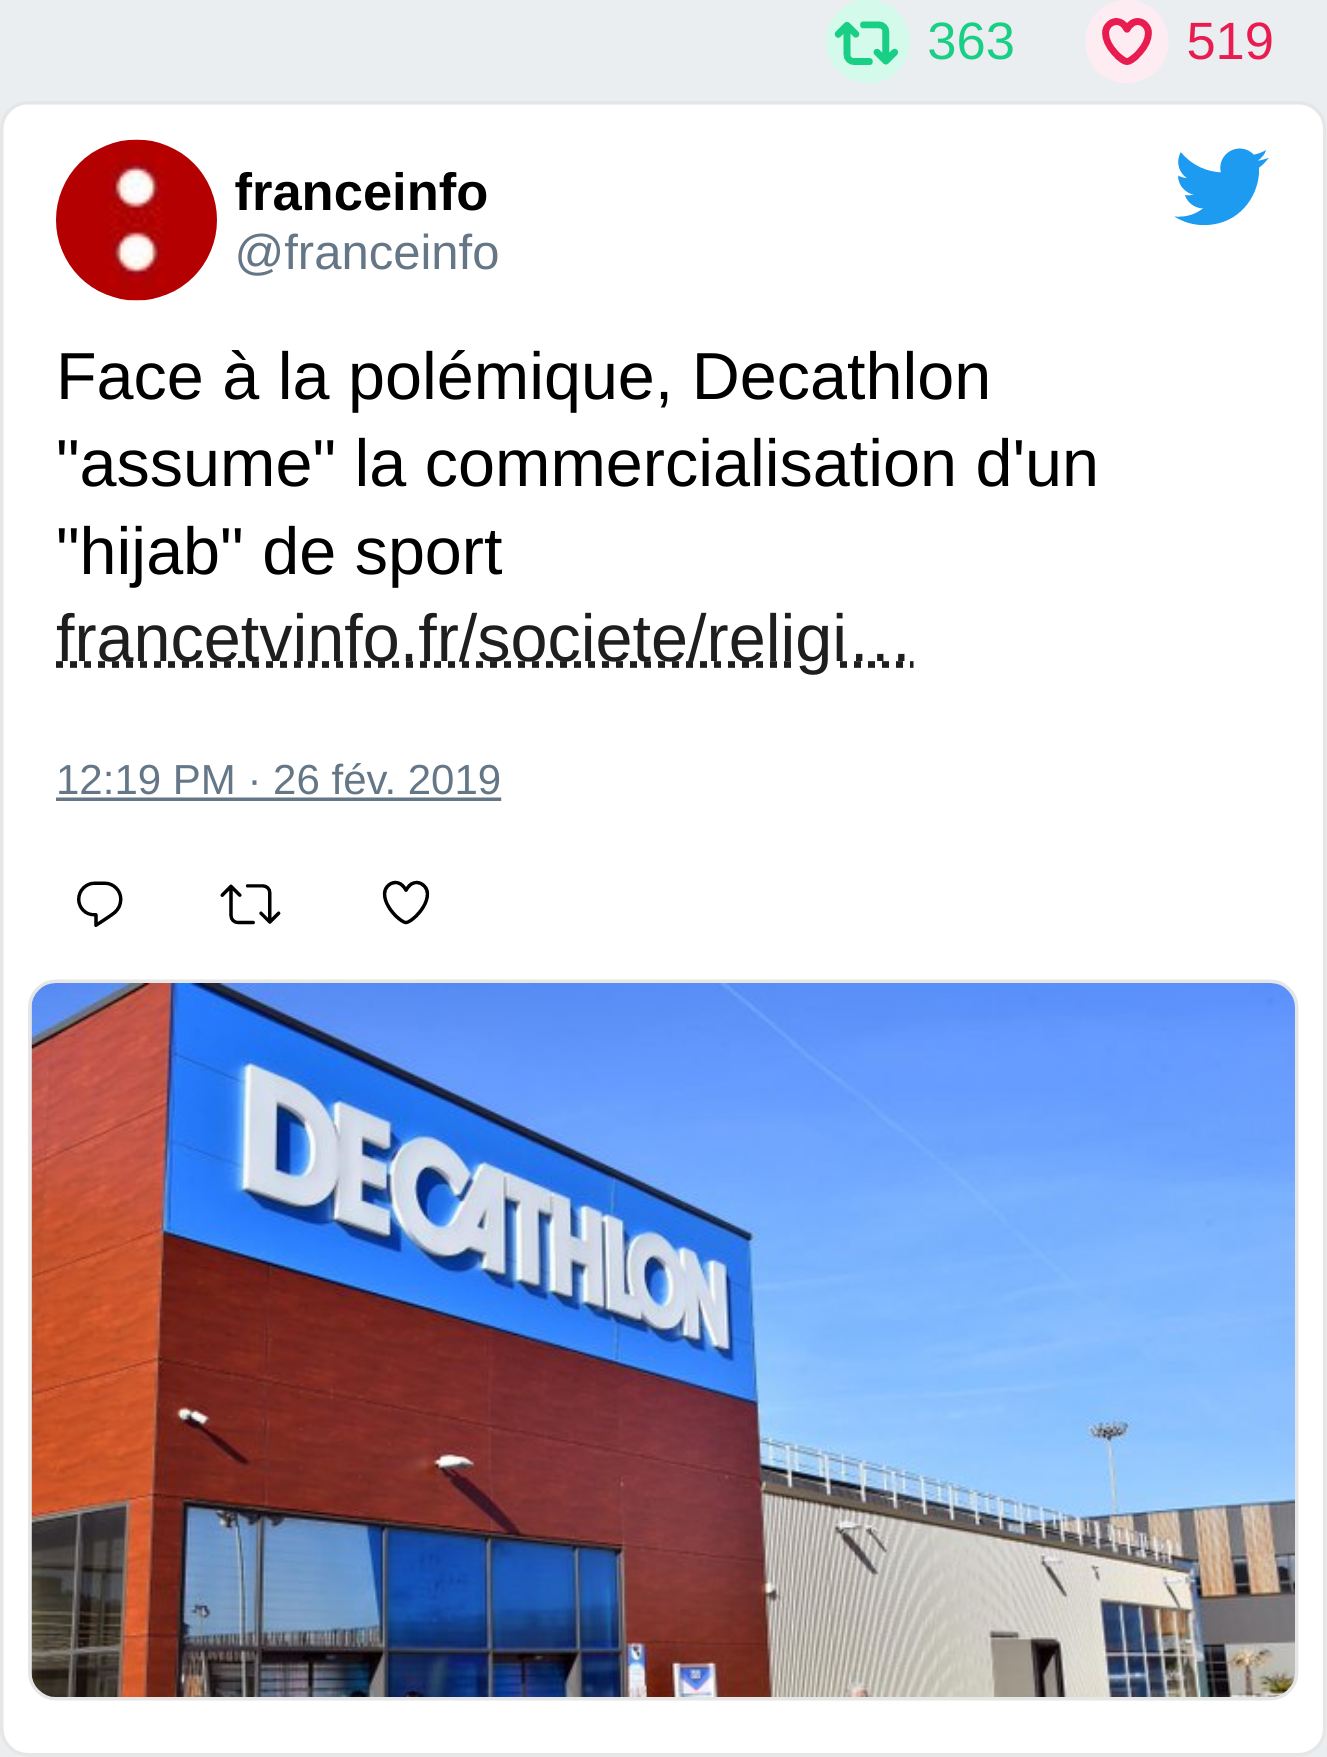 363 519
franceinfo
@franceinfo
Face à la polémique, Decathlon
"assume" la commercialisation d'un
"hijab" de sport
francetvinfo.fr/societe/religi...
12:19 PM · 26 fév. 2019
DECATHLON